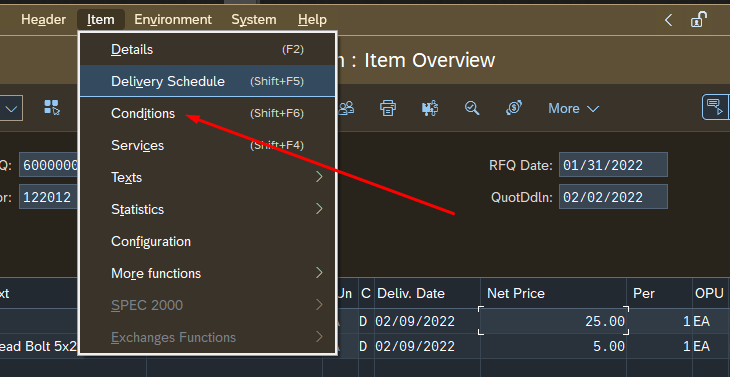 Header Item Environment System Help
: Item Overview
Details (F2)
Delivery Schedule (Shift+F5)
Conditions (Shift+F6)
Services (Shift+F4)
Texts
Statistics
Configuration
More functions
SPEC 2000
Exchanges Functions
More
Q: 6000000 RFQ Date: 01/31/2022
or: 122012 QuotDdln: 02/02/2022
xt Un C Deliv. Date Net Price Per OPU
D 02/09/2022 25.00 1 EA
ead Bolt 5x2 D 02/09/2022 5.00 1 EA